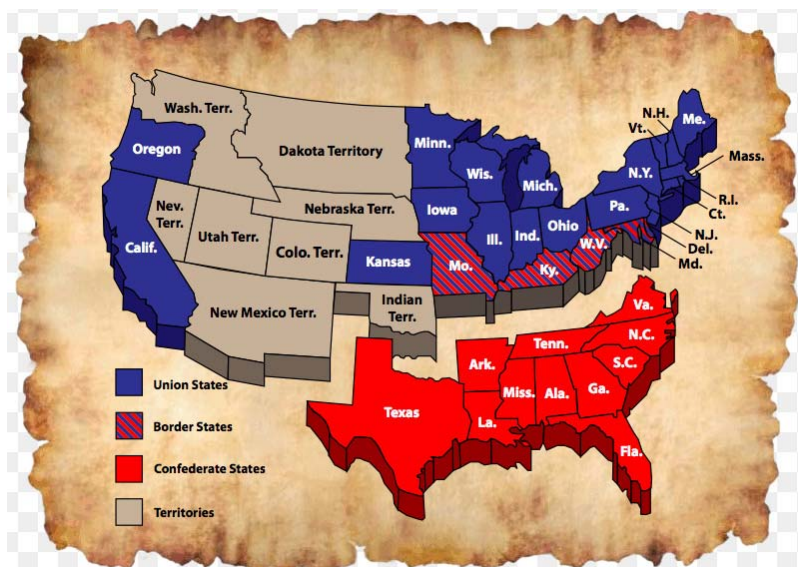 Wash. Terr.
Oregon
Dakota Territory
Minn.
Wis.
Mich.
N.H.
Vt.
Me.
Mass.
N.Y.
R.I.
Ct.
Nev.
Terr.
Utah Terr.
Nebraska Terr.
Iowa
Pa.
N.J.
Del.
Md.
Calif.
Colo. Terr.
Kansas
Ill.
Ind.
Ohio
W.V.
Mo.
Ky.
New Mexico Terr.
Indian
Terr.
Va.
Tenn.
N.C.
Ark.
S.C.
Texas
Miss.
Ala.
Ga.
La.
Fla.
Union States
Border States
Confederate States
Territories